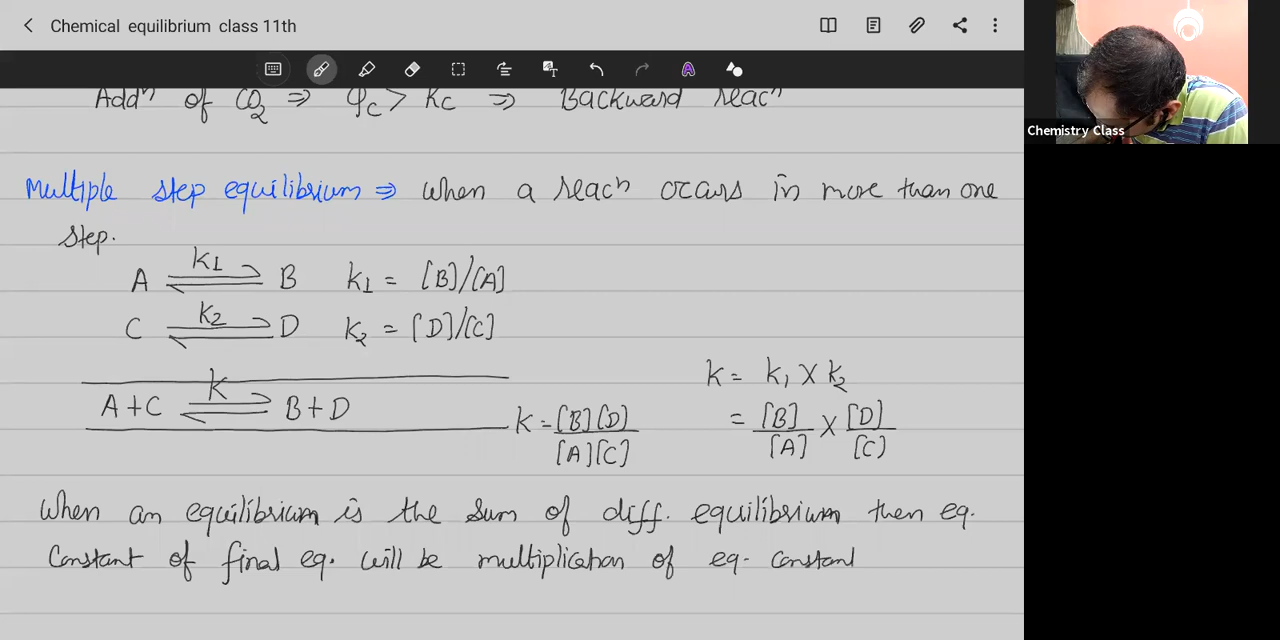 Chemical equilibrium class 11th
Addⁿ of CO₂ ⇒ φc > Kc ⇒ Backward reacⁿ
Chemistry Class
Multiple step equilibrium ⇒ When a reacⁿ occurs in more than one
step.
A ⇌ B K₁ K₁ = [B]/[A]
C ⇌ D K₂ K₂ = [D]/[C]
A + C ⇌ B + D K K = [B][D]/[A][C]
K = K₁ × K₂
= [B]/[A] × [D]/[C]
When an equilibrium is the sum of diff. equilibrium then eq.
Constant of final eq. will be multiplication of eq. constant